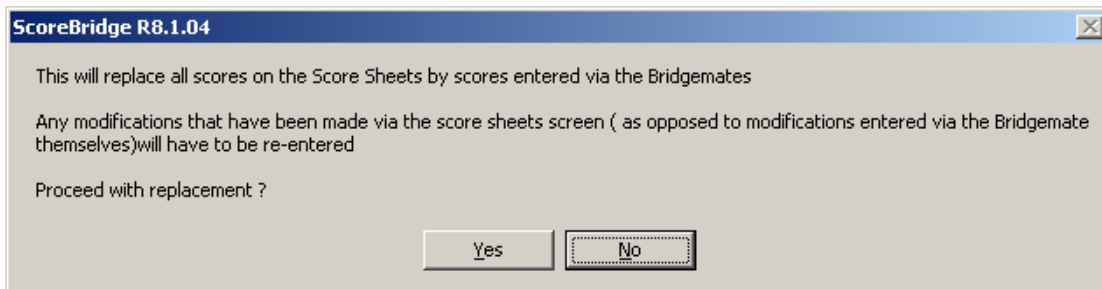 ScoreBridge R8.1.04
This will replace all scores on the Score Sheets by scores entered via the Bridgemates
Any modifications that have been made via the score sheets screen ( as opposed to modifications entered via the Bridgemate
themselves)will have to be re-entered
Proceed with replacement ?
Yes No